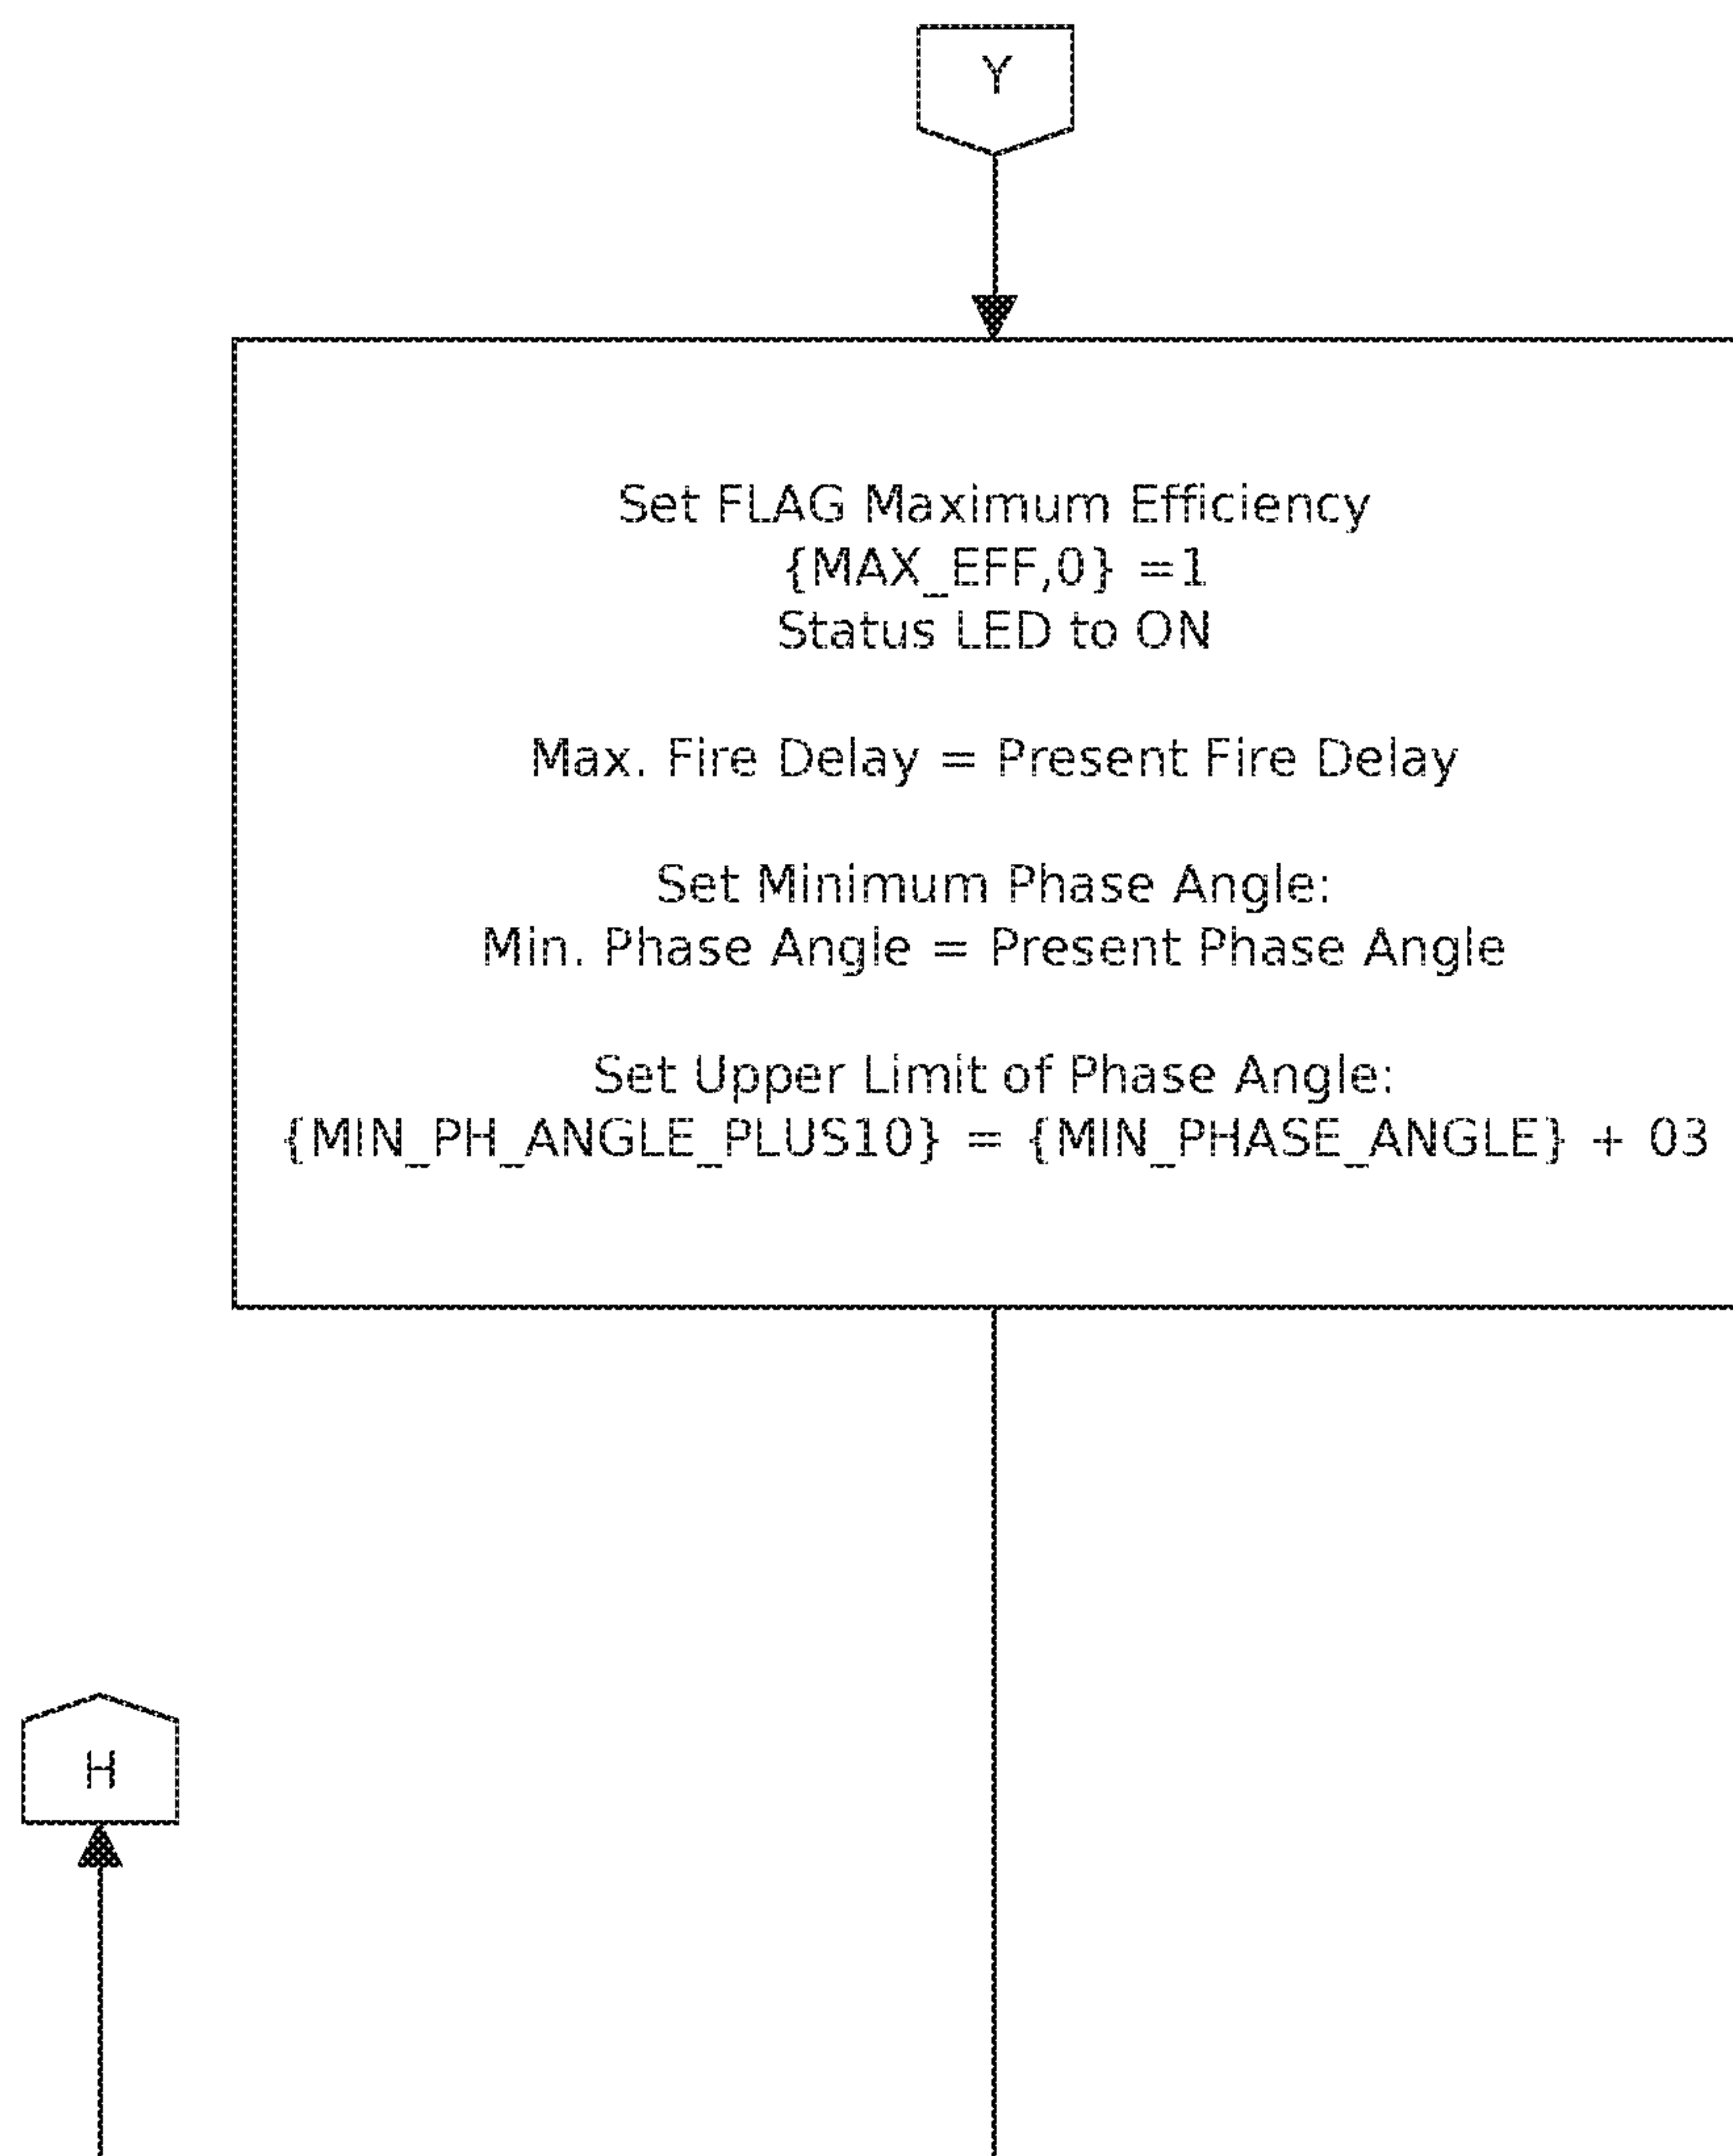 Y
Set FLAG Maximum Efficiency
{MAX_EFF,0} =1
Status LED to ON
Max. Fire Delay = Present Fire Delay
Set Minimum Phase Angle:
Min. Phase Angle = Present Phase Angle
Set Upper Limit of Phase Angle:
{MIN_PH_ANGLE_PLUS10} = {MIN_PHASE_ANGLE} + 03
H